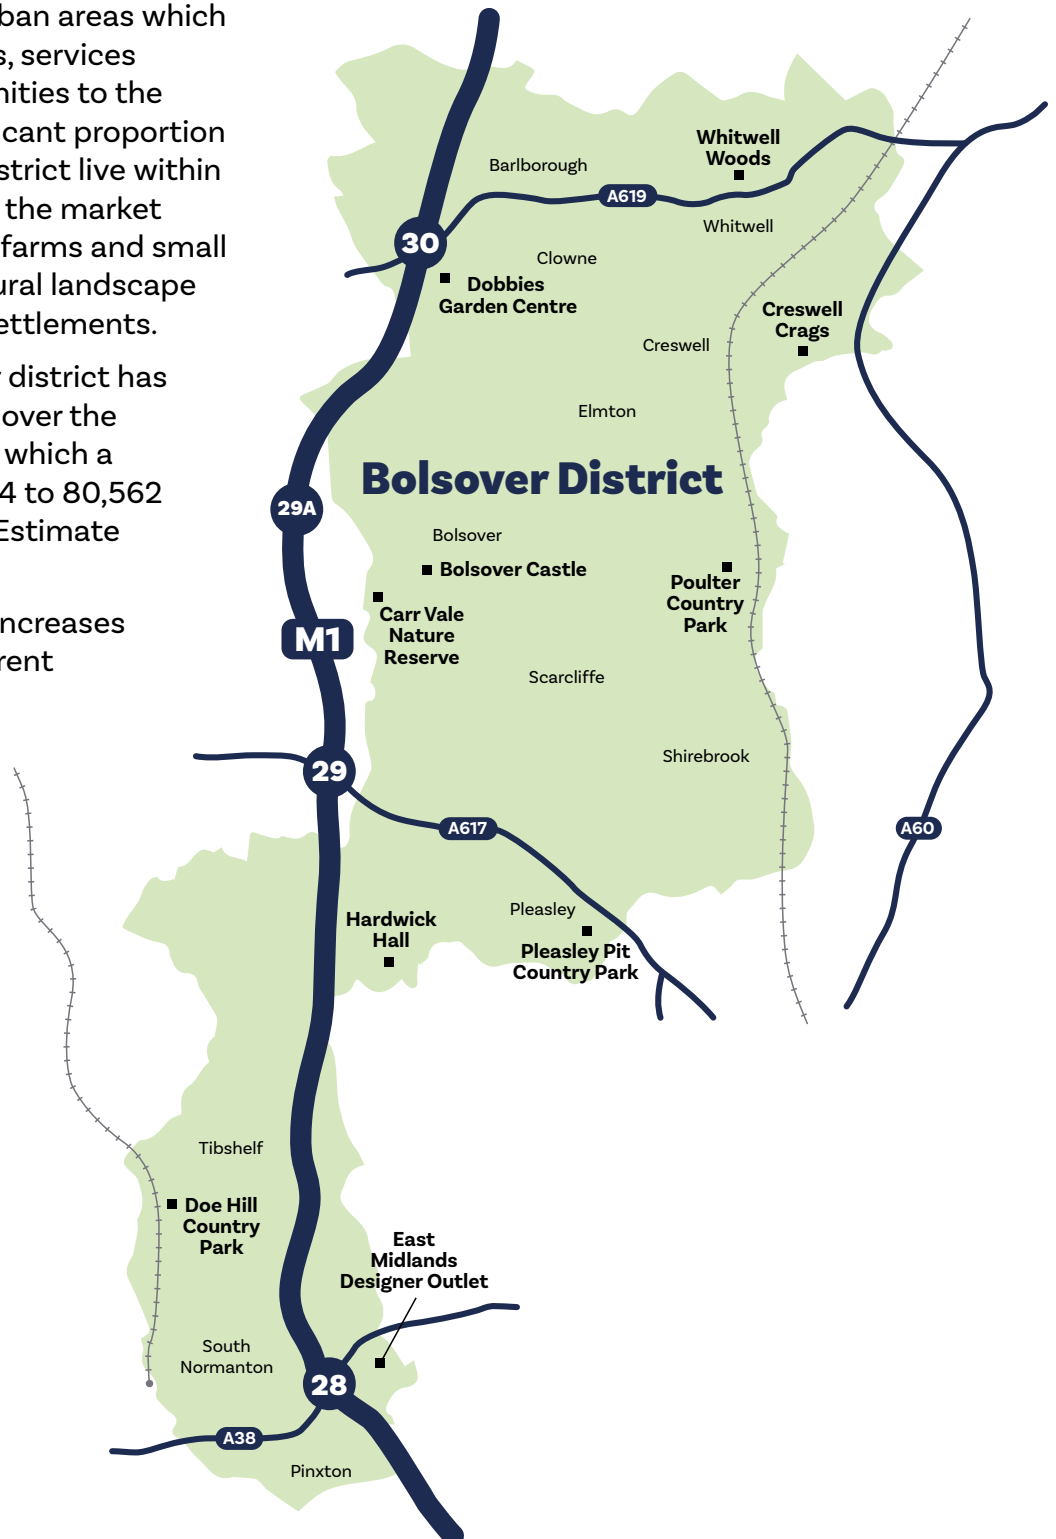 ban areas which
s, services
nities to the
icant proportion
strict live within
the market
farms and small
ural landscape
ettlements.
district has
over the
which a
4 to 80,562
Estimate
ncreases
rent
Whitwell
Woods
Barlborough
A619
Whitwell
30
Clowne
Dobbies
Garden Centre
Creswell
Crags
Creswell
Elmton
Bolsover District
29A
Bolsover
Bolsover Castle
Poulter
Country
Park
Carr Vale
Nature
Reserve
M1
Scarcliffe
Shirebrook
29
A617
A60
Pleasley
Hardwick
Hall
Pleasley Pit
Country Park
Tibshelf
Doe Hill
Country
Park
East
Midlands
Designer Outlet
South
Normanton
28
A38
Pinxton